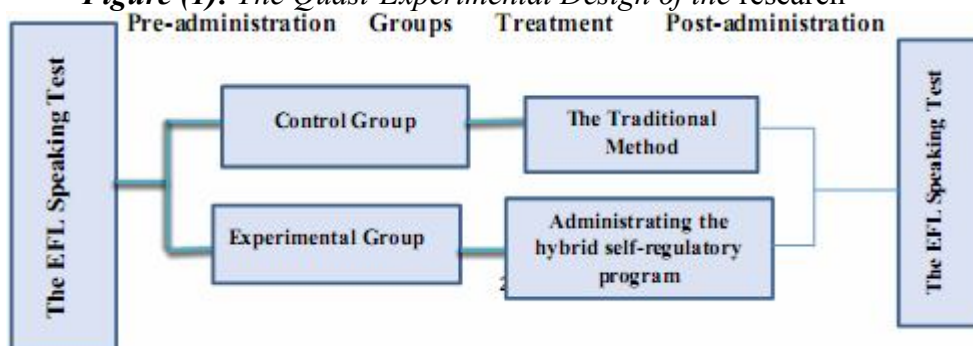 Figure (1): The Quasi-Experimental Design of the research
Pre-administration Groups Treatment Post-administration
The EFL Speaking Test
Control Group
The Traditional
Method
Experimental Group
Administrating the
hybrid self-regulatory
program
2
The EFL Speaking Test